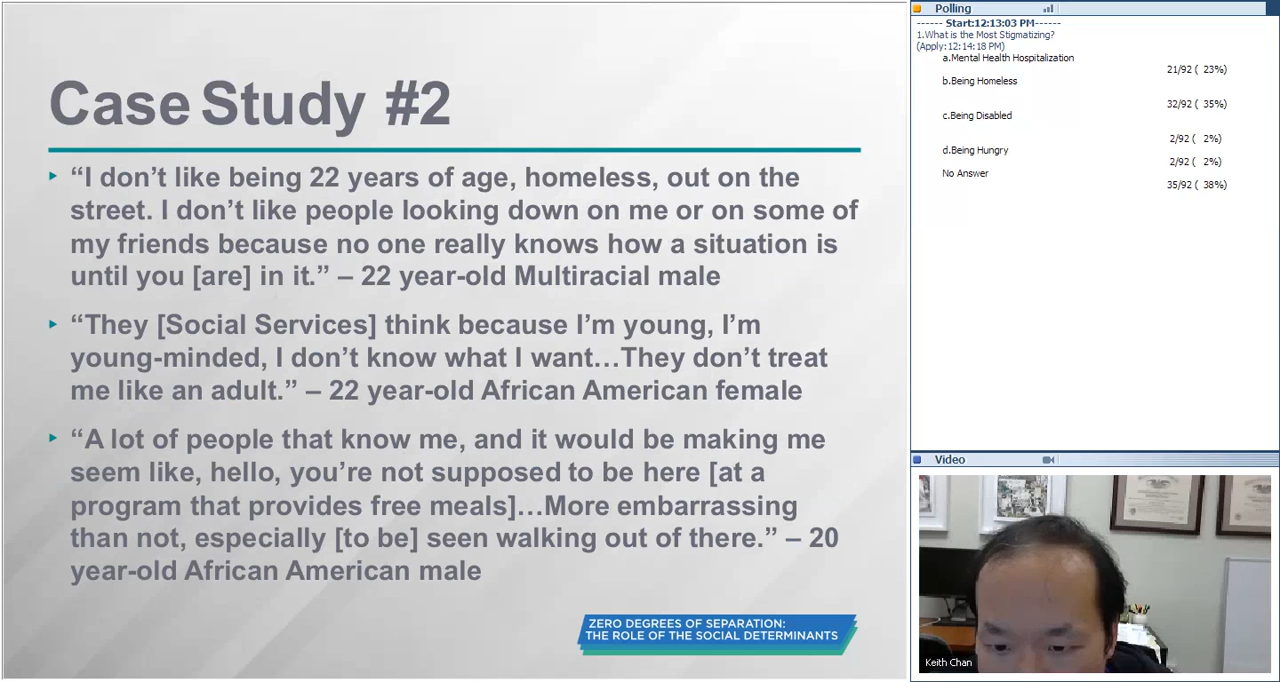 Case Study #2
“I don’t like being 22 years of age, homeless, out on the
street. I don’t like people looking down on me or on some of
my friends because no one really knows how a situation is
until you [are] in it.” – 22 year-old Multiracial male
“They [Social Services] think because I’m young, I’m
young-minded, I don’t know what I want…They don’t treat
me like an adult.” – 22 year-old African American female
“A lot of people that know me, and it would be making me
seem like, hello, you’re not supposed to be here [at a
program that provides free meals]…More embarrassing
than not, especially [to be] seen walking out of there.” – 20
year-old African American male
ZERO DEGREES OF SEPARATION:
THE ROLE OF THE SOCIAL DETERMINANTS
Polling
------ Start:12:13:03 PM------
1.What is the Most Stigmatizing?
(Apply:12:14:18 PM)
a.Mental Health Hospitalization
21/92 ( 23%)
b.Being Homeless
32/92 ( 35%)
c.Being Disabled
2/92 ( 2%)
d.Being Hungry
2/92 ( 2%)
No Answer
35/92 ( 38%)
Video
Keith Chan